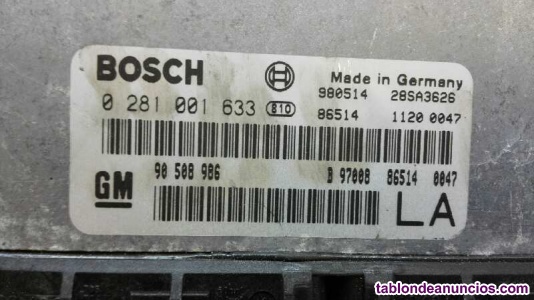 BOSCH
Made in Germany
980514 28SA3626
0 281 001 633 810
86514 1120 0047
GM
90 508 986
B 97008 86514 0047
LA
tablondeanuncios.com